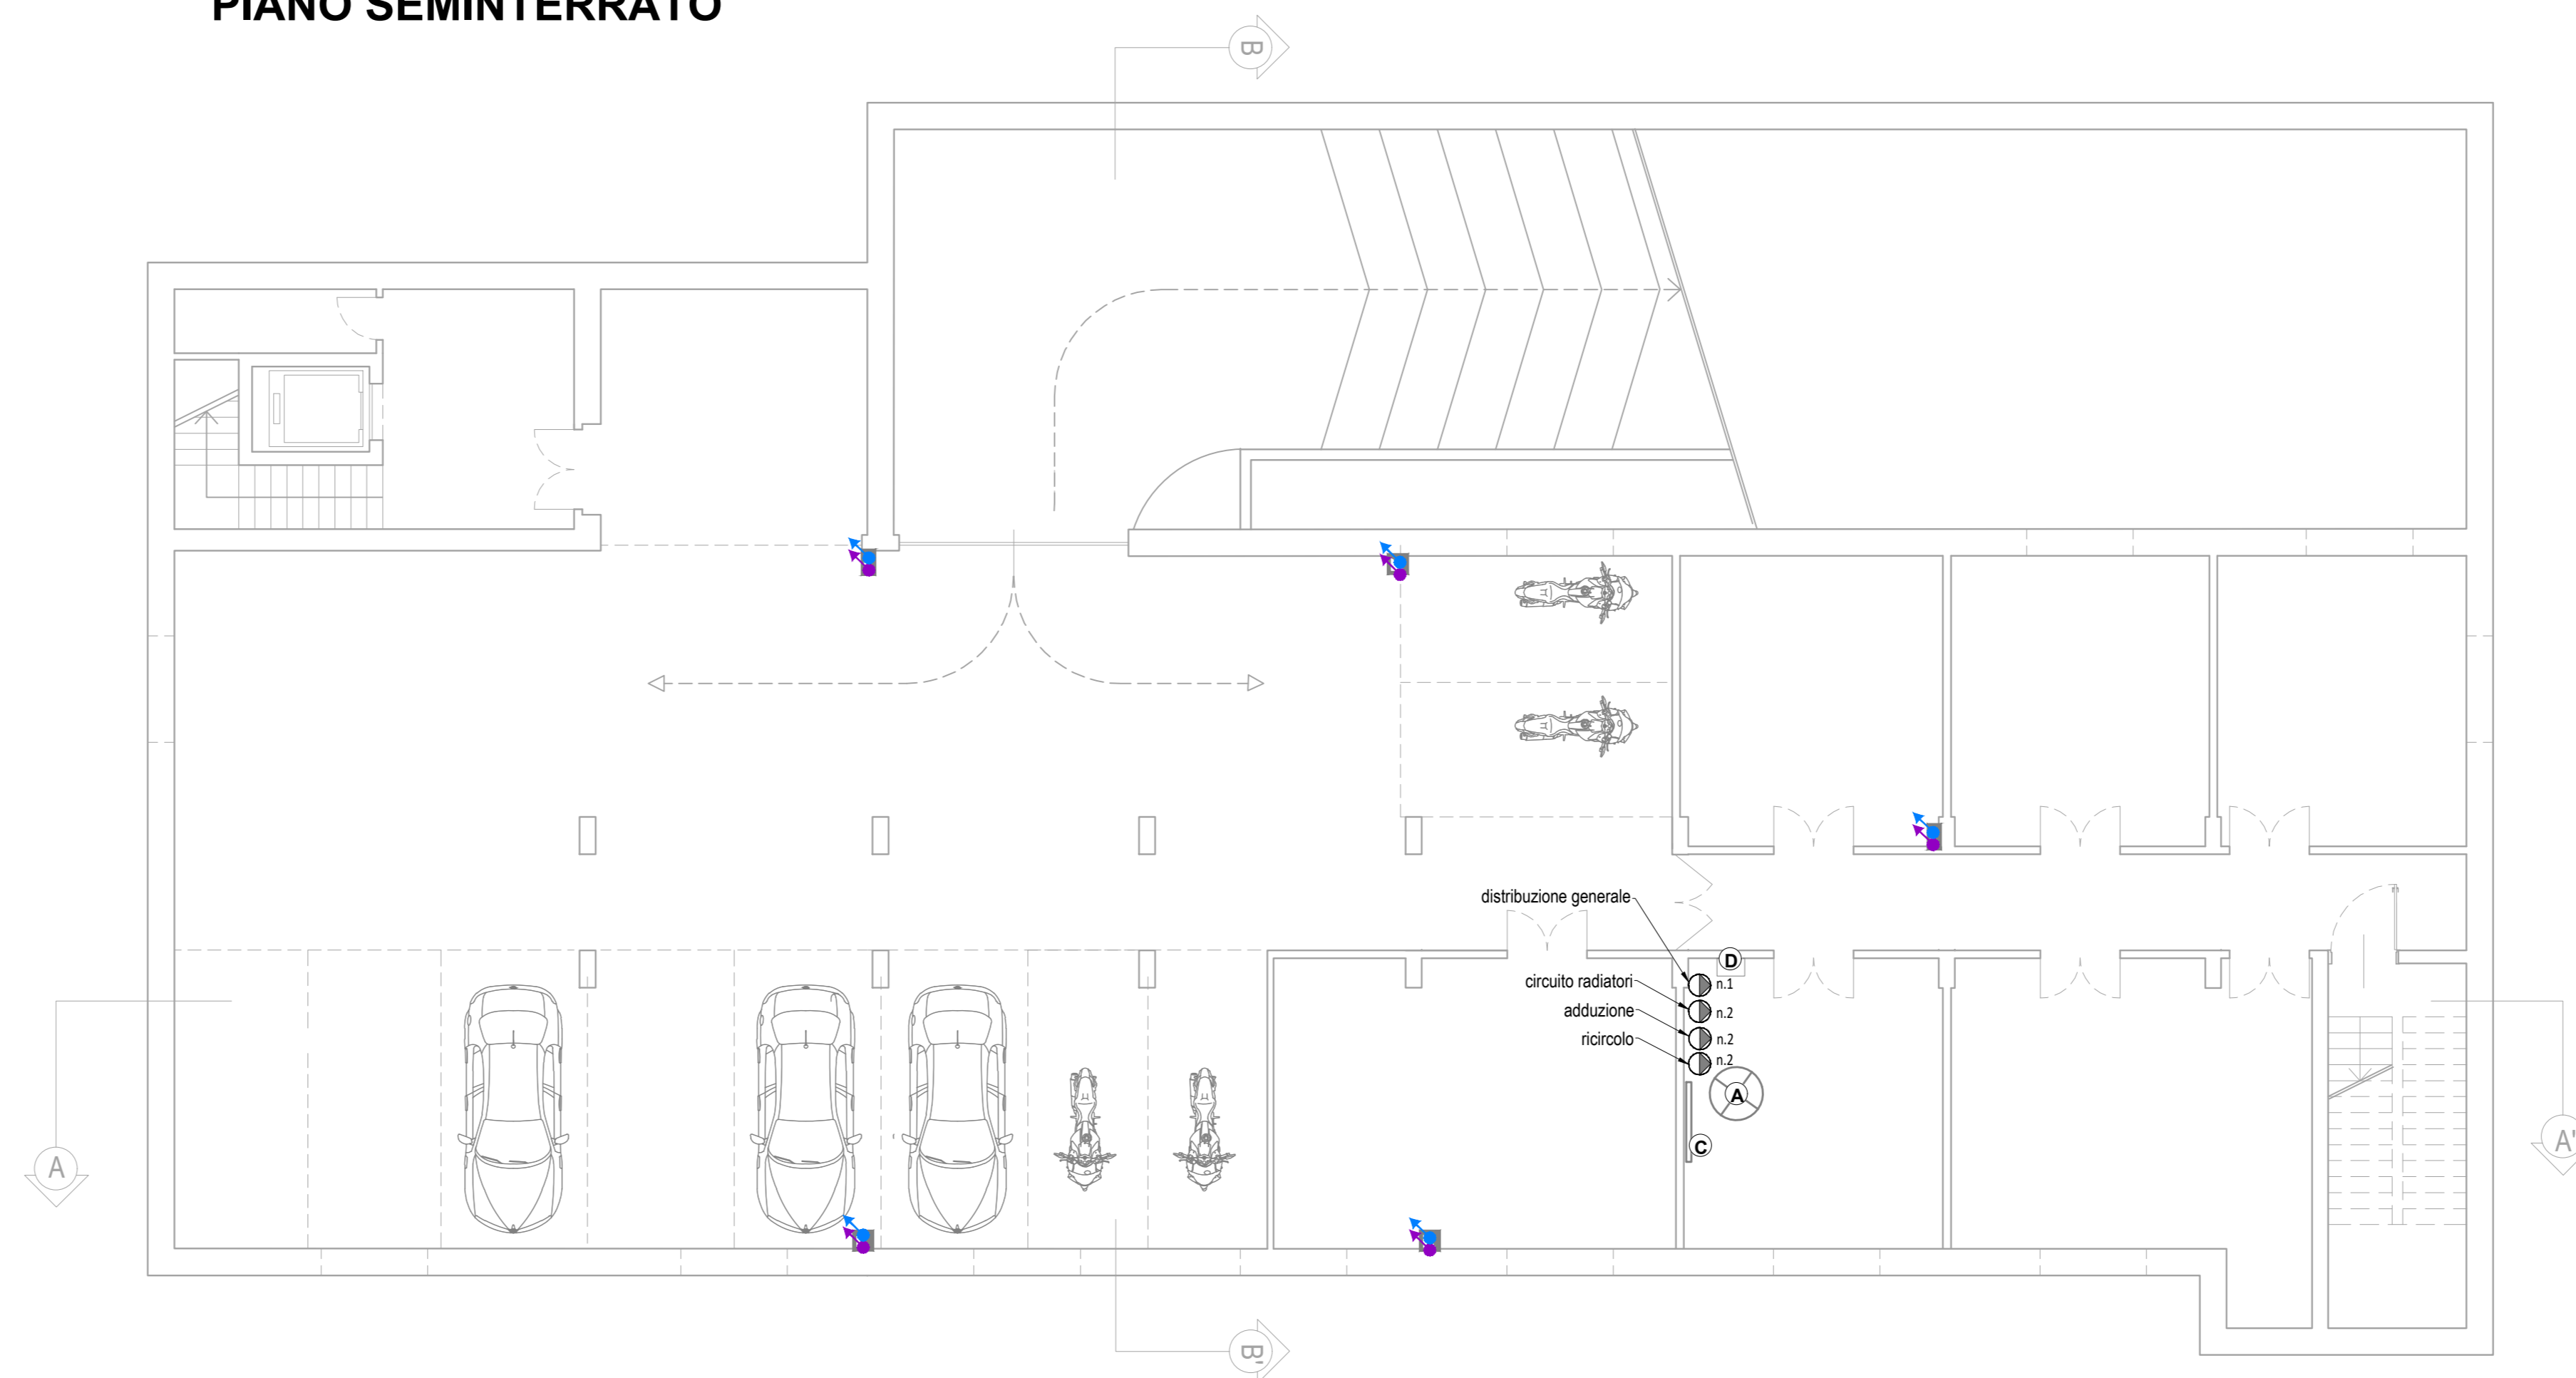 PIANO SEMINTERRATO
B
distribuzione generale
D
n.1
circuito radiatori
n.2
adduzione
n.2
ricircolo
n.2
A
C
A
A'
B'